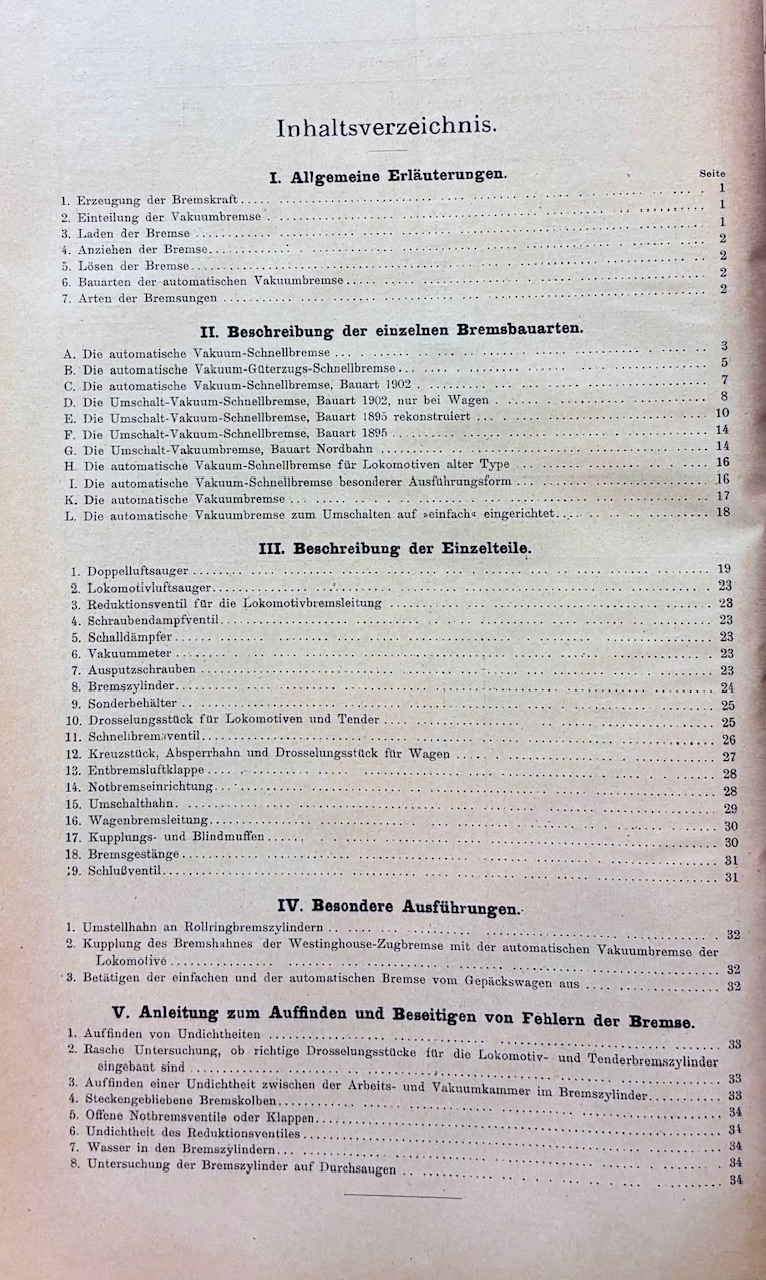 Inhaltsverzeichnis.
I. Allgemeine Erläuterungen.
Seite
1. Erzeugung der Bremskraft 1
2. Einteilung der Vakuumbremse 1
3. Laden der Bremse 1
4. Anziehen der Bremse 2
5. Lösen der Bremse 2
6. Bauarten der automatischen Vakuumbremse 2
7. Arten der Bremsungen 2
II. Beschreibung der einzelnen Bremsbauarten.
A. Die automatische Vakuum-Schnellbremse 3
B. Die automatische Vakuum-Güterzugs-Schnellbremse 5
C. Die automatische Vakuum-Schnellbremse, Bauart 1902 7
D. Die Umschalt-Vakuum-Schnellbremse, Bauart 1902, nur bei Wagen 8
E. Die Umschalt-Vakuum-Schnellbremse, Bauart 1895 rekonstruiert 10
F. Die Umschalt-Vakuum-Schnellbremse, Bauart 1895 14
G. Die Umschalt-Vakuumbremse, Bauart Nordbahn 14
H. Die automatische Vakuum-Schnellbremse für Lokomotiven alter Type 16
I. Die automatische Vakuum-Schnellbremse besonderer Ausführungsform 16
K. Die automatische Vakuumbremse 17
L. Die automatische Vakuumbremse zum Umschalten auf »einfach« eingerichtet 18
III. Beschreibung der Einzelteile.
1. Doppelluftsauger 19
2. Lokomotivluftsauger 23
3. Reduktionsventil für die Lokomotivbremsleitung 23
4. Schraubendampfventil 23
5. Schalldämpfer 23
6. Vakuummeter 23
7. Ausputzschrauben 23
8. Bremszylinder 24
9. Sonderbehälter 25
10. Drosselungsstück für Lokomotiven und Tender 25
11. Schnellbremsventil 26
12. Kreuzstück, Absperrhahn und Drosselungsstück für Wagen 27
13. Entbremsluftklappe 28
14. Notbremseinrichtung 28
15. Umschalthahn 29
16. Wagenbremsleitung 30
17. Kupplungs- und Blindmuffen 30
18. Bremsgestänge 31
19. Schlußventil 31
IV. Besondere Ausführungen.
1. Umstellhahn an Rollringbremszylindern 32
2. Kupplung des Bremshahnes der Westinghouse-Zugbremse mit der automatischen Vakuumbremse der
Lokomotive 32
3. Betätigen der einfachen und der automatischen Bremse vom Gepäckswagen aus 32
V. Anleitung zum Auffinden und Beseitigen von Fehlern der Bremse.
1. Auffinden von Undichtheiten 33
2. Rasche Untersuchung, ob richtige Drosselungsstücke für die Lokomotiv- und Tenderbremszylinder
eingebaut sind 33
3. Auffinden einer Undichtheit zwischen der Arbeits- und Vakuumkammer im Bremszylinder 33
4. Steckengebliebene Bremskolben 34
5. Offene Notbremsventile oder Klappen 34
6. Undichtheit des Reduktionsventiles 34
7. Wasser in den Bremszylindern 34
8. Untersuchung der Bremszylinder auf Durchsaugen 34